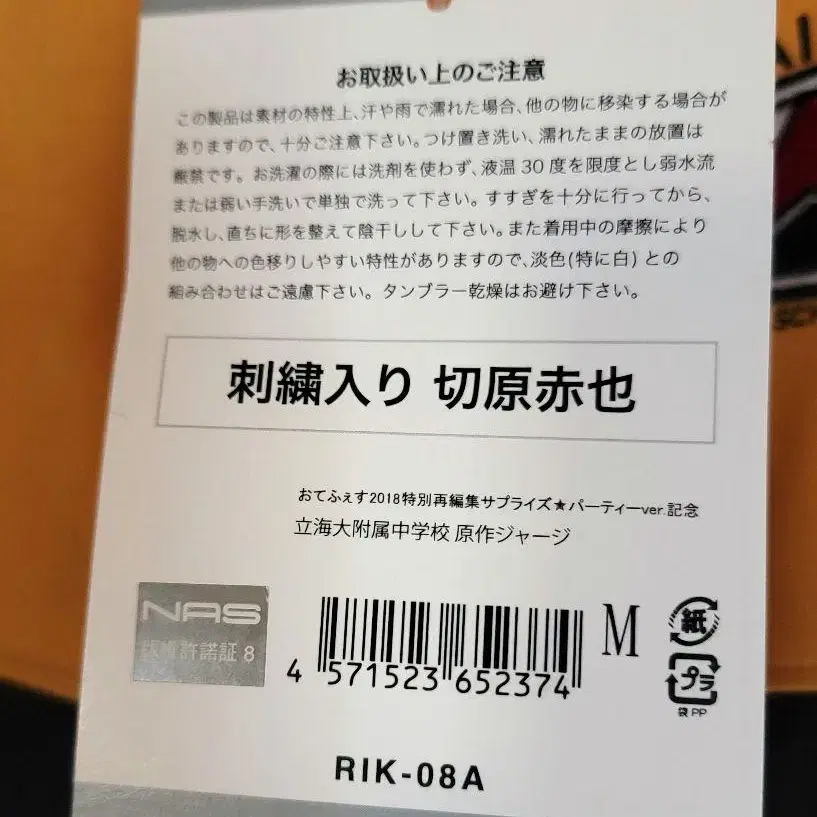 お取扱い上のご注意
この製品は素材の特性上、汗や雨で濡れた場合、他の物に移染する場合が
ありますので、十分ご注意下さい。つけ置き洗い、濡れたままの放置は
厳禁です。お洗濯の際には洗剤を使わず、液温30度を限度とし弱水流
または弱い手洗いで単独で洗って下さい。すすぎを十分に行ってから、
脱水し、直ちに形を整えて陰干しして下さい。また着用中の摩擦により
他の物への色移りしやすい特性がありますので、淡色(特に白)との
組み合わせはご遠慮下さい。タンブラー乾燥はお避け下さい。
刺繍入り 切原赤也
おてふぇす2018特別再編集サプライズ★パーティーver.記念
立海大附属中学校 原作ジャージ
NAS
版権許諾証 8
4 571523 652374
M
紙
プラ
袋 PP
RIK-08A